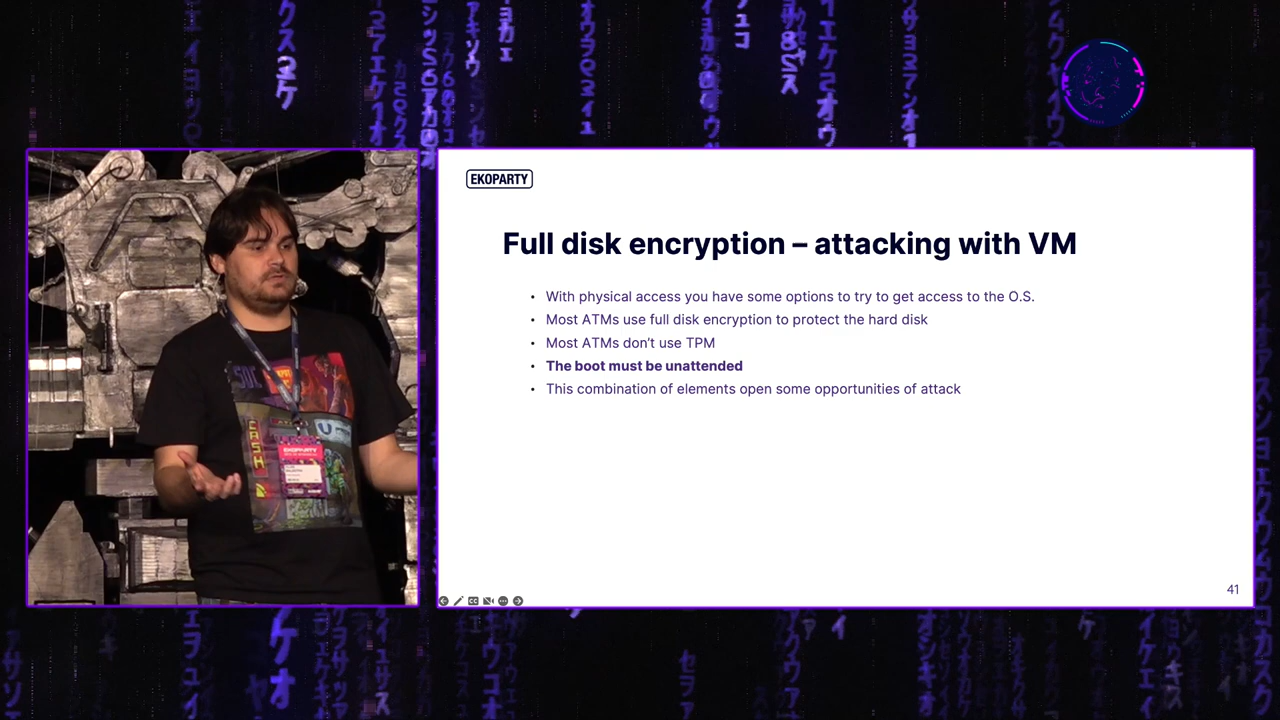 EKOPARTY
Full disk encryption – attacking with VM
• With physical access you have some options to try to get access to the O.S.
• Most ATMs use full disk encryption to protect the hard disk
• Most ATMs don’t use TPM
• The boot must be unattended
• This combination of elements open some opportunities of attack
41
CASH
EKOPARTY